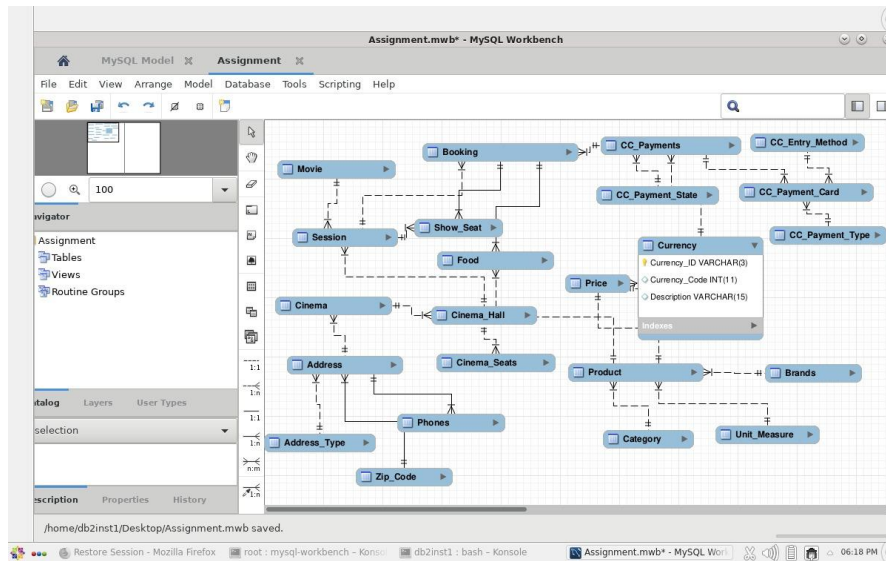 Assignment.mwb* - MySQL Workbench
MySQL Model
Assignment
File Edit View Arrange Model Database Tools Scripting Help
100
avigator
Assignment
Tables
Views
Routine Groups
atalog Layers User Types
selection
escription Properties History
1:1
1:n
1:1
1:n
n:m
1:n
Booking
CC_Payments
CC_Entry_Method
Movie
CC_Payment_State
CC_Payment_Card
Session
Show_Seat
CC_Payment_Type
Food
Currency
Currency_ID VARCHAR(3)
Currency_Code INT(11)
Description VARCHAR(15)
Indexes
Price
Cinema
Cinema_Hall
Address
Cinema_Seats
Product
Brands
Phones
Address_Type
Category
Unit_Measure
Zip_Code
/home/db2inst1/Desktop/Assignment.mwb saved.
Restore Session - Mozilla Firefox
root : mysql-workbench – Konso
db2inst1 : bash – Konsole
Assignment.mwb* - MySQL Work
06:18 PM